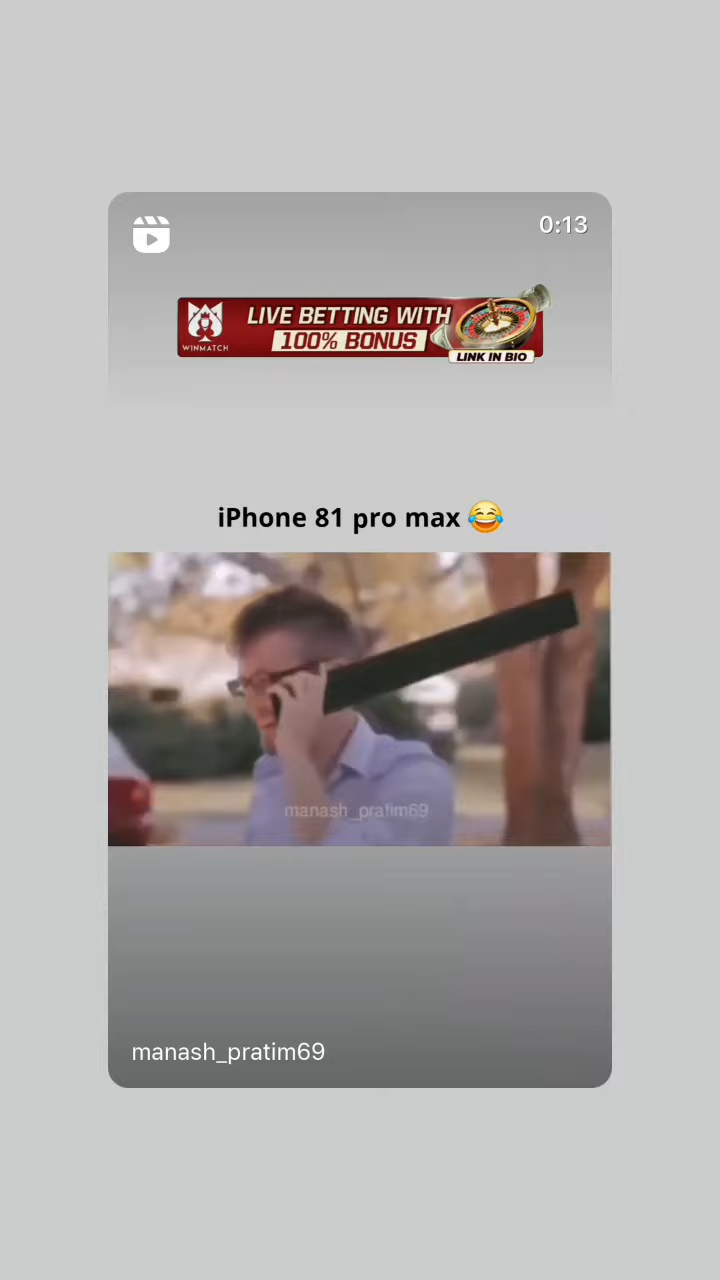 0:13
WINMATCH
LIVE BETTING WITH
100% BONUS
LINK IN BIO
iPhone 81 pro max 😂
manash_pratim69
manash_pratim69